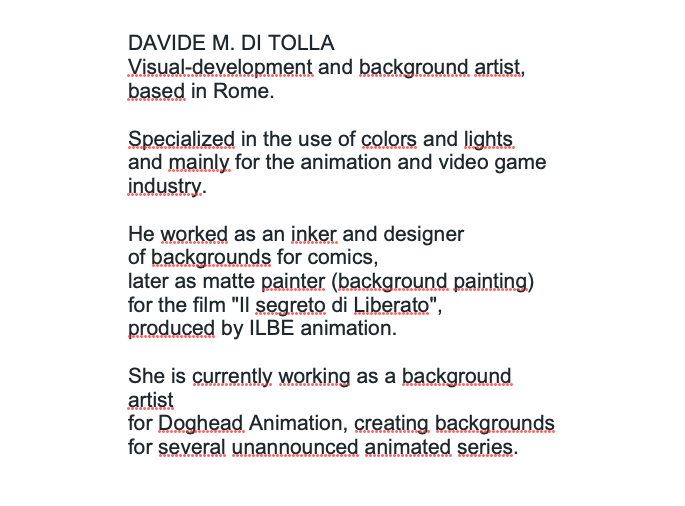 DAVIDE M. DI TOLLA
Visual-development and background artist,
based in Rome.
Specialized in the use of colors and lights
and mainly for the animation and video game
industry.
He worked as an inker and designer
of backgrounds for comics,
later as matte painter (background painting)
for the film "Il segreto di Liberato",
produced by ILBE animation.
She is currently working as a background
artist
for Doghead Animation, creating backgrounds
for several unannounced animated series.